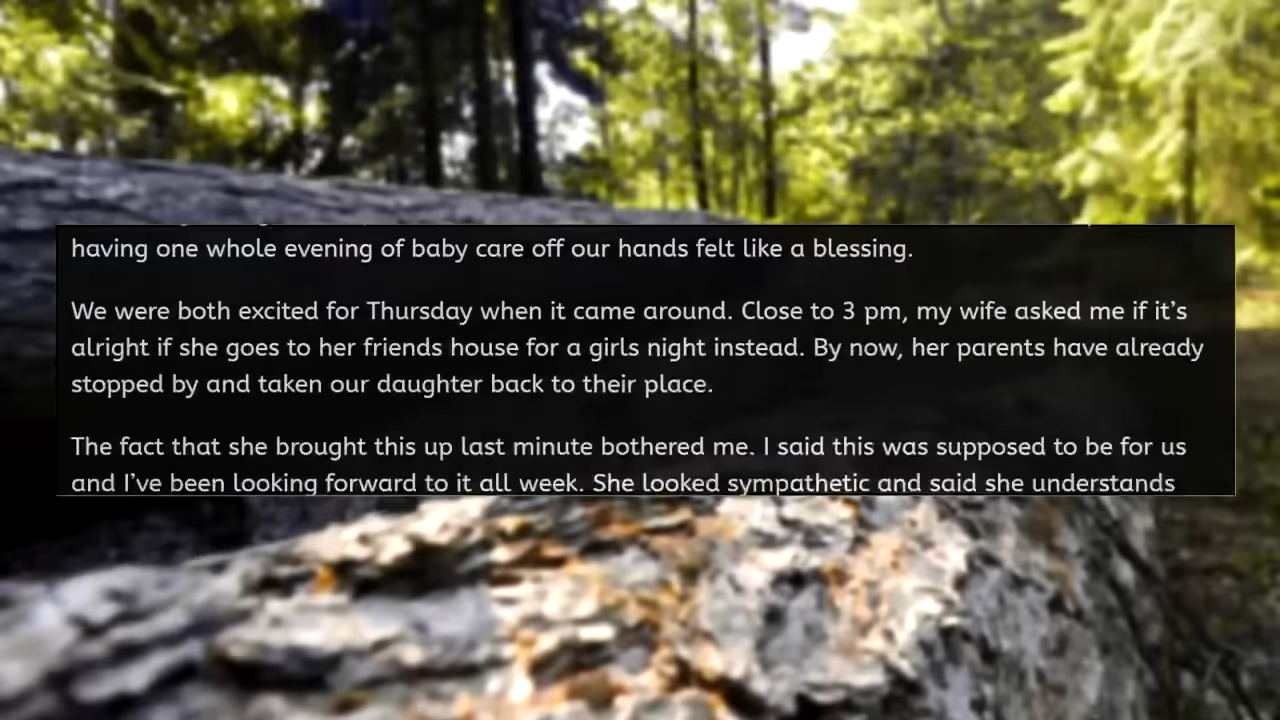 having one whole evening of baby care off our hands felt like a blessing.
We were both excited for Thursday when it came around. Close to 3 pm, my wife asked me if it’s
alright if she goes to her friends house for a girls night instead. By now, her parents have already
stopped by and taken our daughter back to their place.
The fact that she brought this up last minute bothered me. I said this was supposed to be for us
and I’ve been looking forward to it all week. She looked sympathetic and said she understands